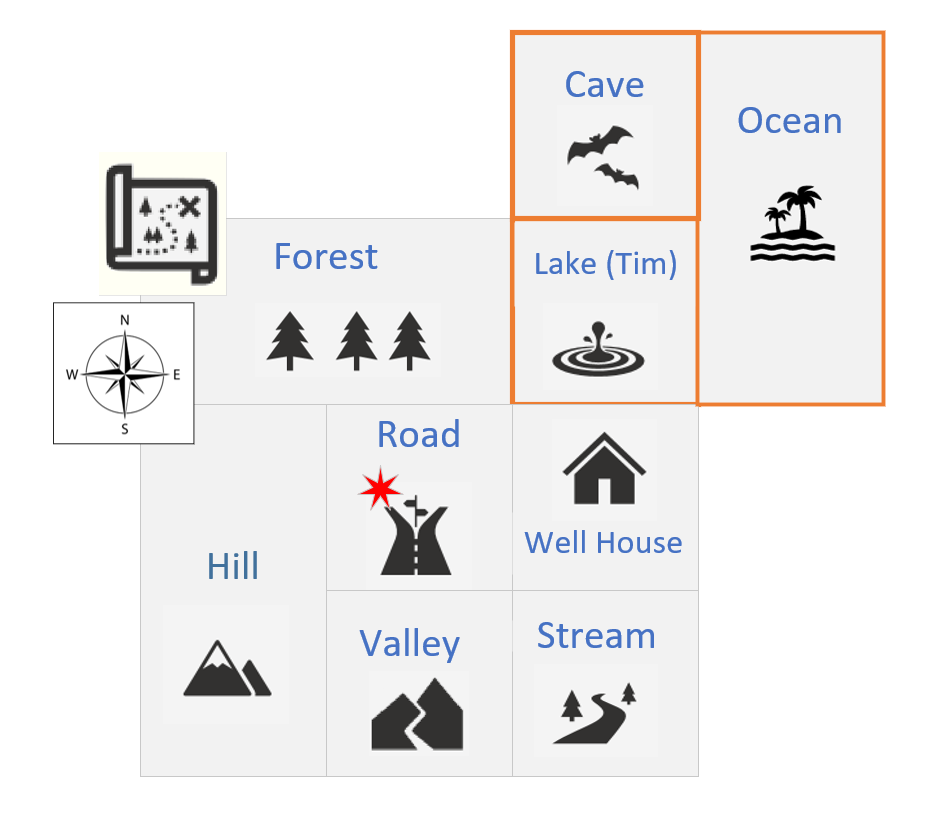 Cave
Ocean
Forest
Lake (Tim)
N
W E
S
Road
Well House
Hill
Valley
Stream